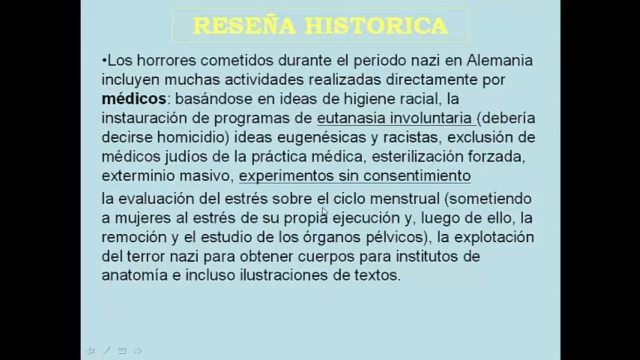 RESEÑA HISTORICA
•Los horrores cometidos durante el periodo nazi en Alemania
incluyen muchas actividades realizadas directamente por
médicos: basándose en ideas de higiene racial, la
instauración de programas de eutanasia involuntaria (debería
decirse homicidio) ideas eugenésicas y racistas, exclusión de
médicos judíos de la práctica médica, esterilización forzada,
exterminio masivo, experimentos sin consentimiento
la evaluación del estrés sobre el ciclo menstrual (sometiendo
a mujeres al estrés de su propia ejecución y, luego de ello, la
remoción y el estudio de los órganos pélvicos), la explotación
del terror nazi para obtener cuerpos para institutos de
anatomía e incluso ilustraciones de textos.